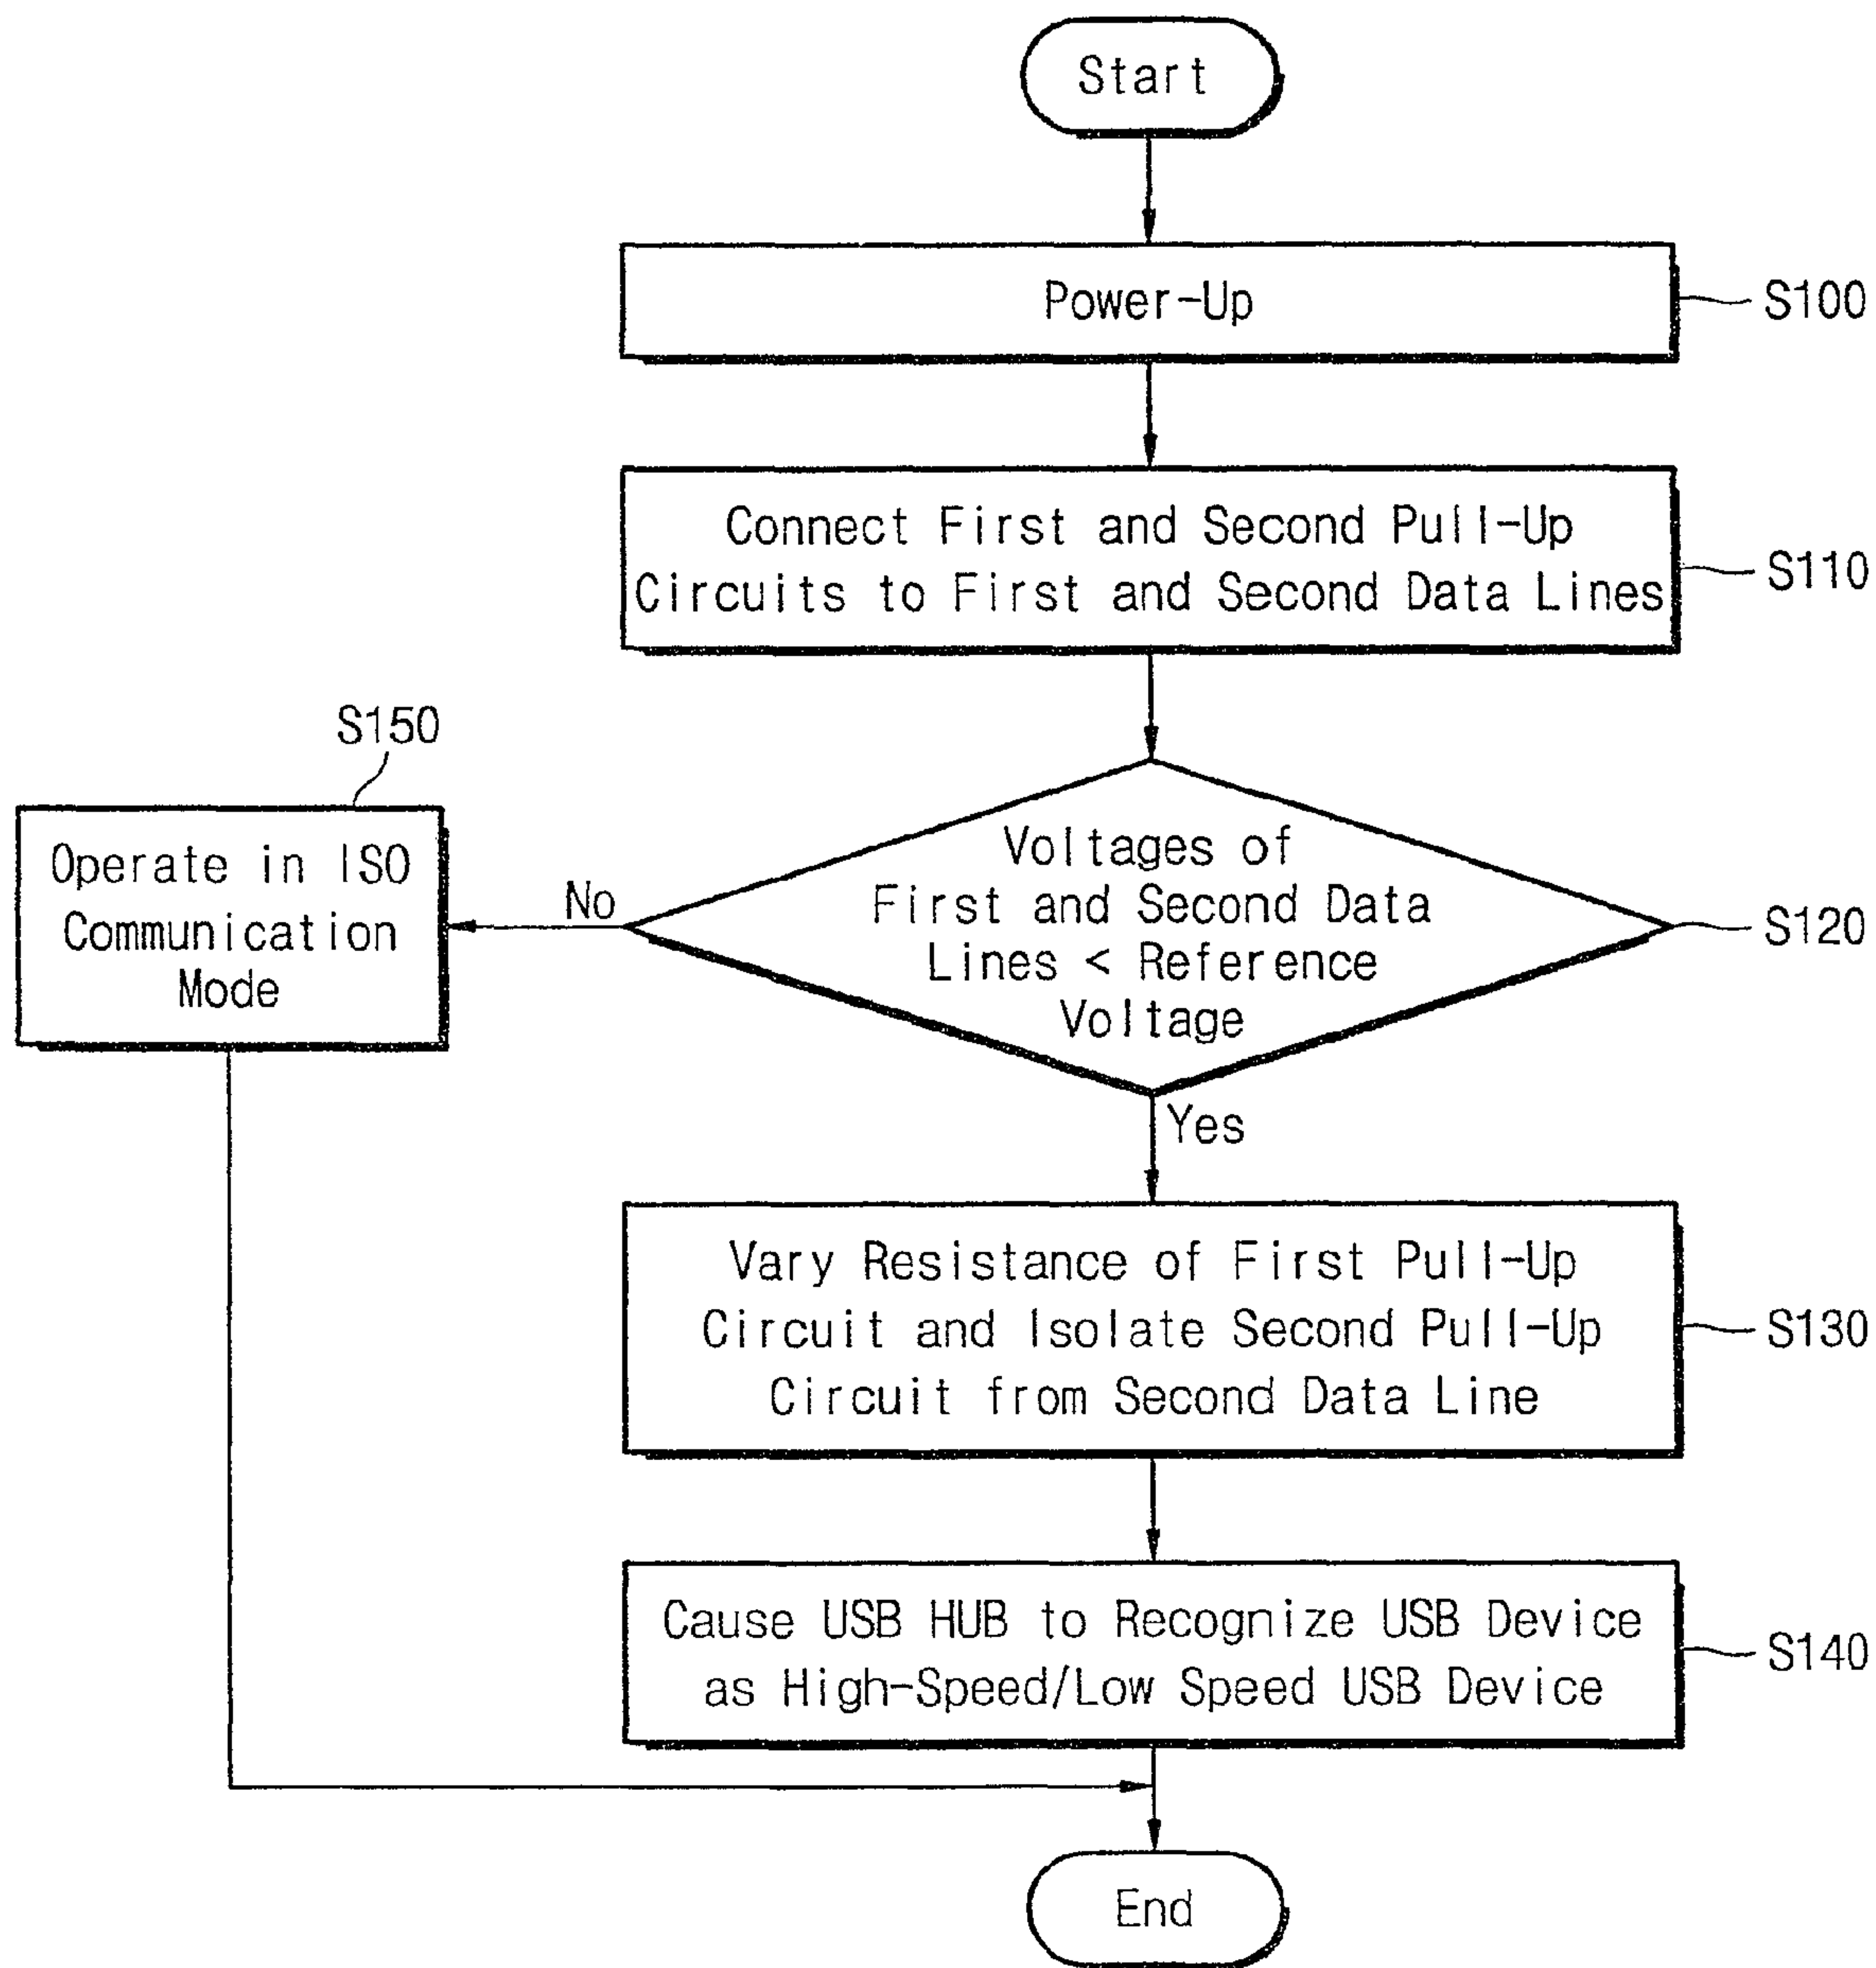 Start
Power-Up
S100
Connect First and Second Pull-Up
Circuits to First and Second Data Lines
S110
S150
Operate in ISO
Communication
Mode
No
Voltages of
First and Second Data
Lines < Reference
Voltage
S120
Yes
Vary Resistance of First Pull-Up
Circuit and Isolate Second Pull-Up
Circuit from Second Data Line
S130
Cause USB HUB to Recognize USB Device
as High-Speed/Low Speed USB Device
S140
End